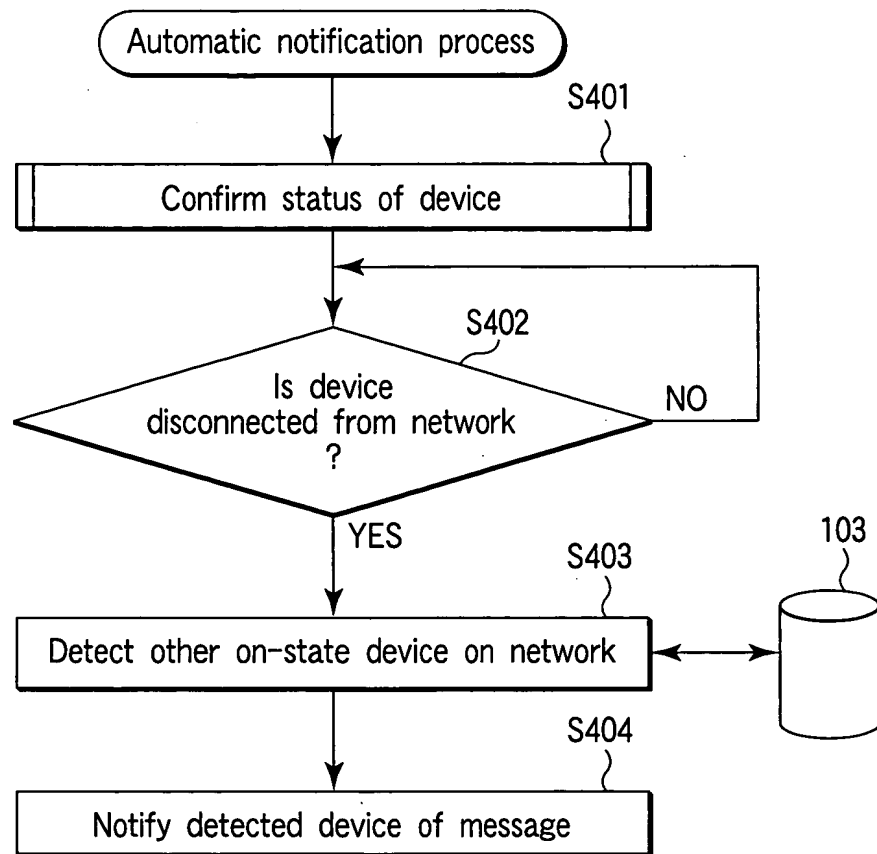 Automatic notification process
S401
Confirm status of device
S402
Is device
disconnected from network
?
NO
YES
103
S403
Detect other on-state device on network
S404
Notify detected device of message